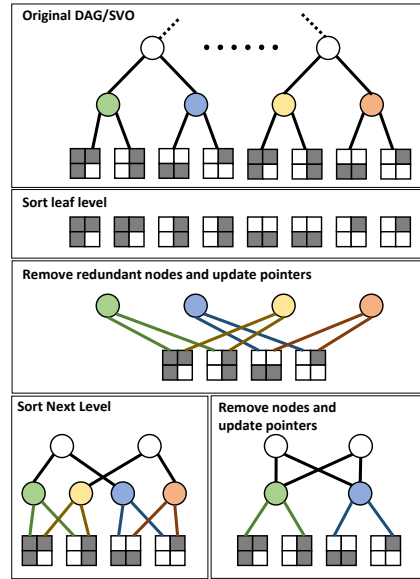 Original DAG/SVO
Sort leaf level
Remove redundant nodes and update pointers
Sort Next Level
Remove nodes and
update pointers